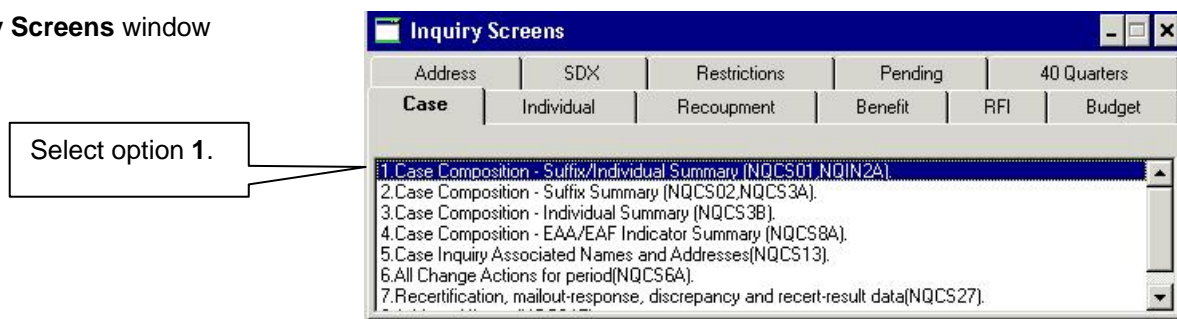 Screens window
Select option 1.
Inquiry Screens
Address SDX Restrictions Pending 40 Quarters
Case Individual Recoupment Benefit RFI Budget
1.Case Composition - Suffix/Individual Summary (NQCS01,NQIN2A).
2.Case Composition - Suffix Summary (NQCS02,NQCS3A).
3.Case Composition - Individual Summary (NQCS3B).
4.Case Composition - EAA/EAF Indicator Summary (NQCS8A).
5.Case Inquiry Associated Names and Addresses(NQCS13).
6.All Change Actions for period(NQCS6A).
7.Recertification, mailout-response, discrepancy and recert-result data(NQCS27).